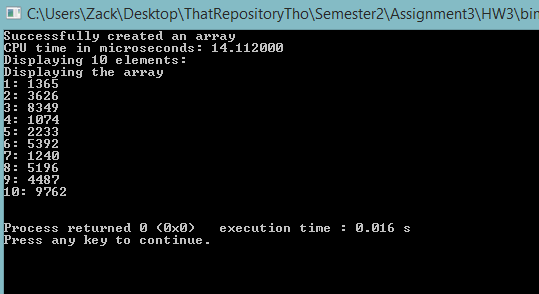 C:\Users\Zack\Desktop\ThatRepositoryTho\Semester2\Assignment3\HW3\bin
Successfully created an array
CPU time in microseconds: 14.112000
Displaying 10 elements:
Displaying the array
1: 1365
2: 3626
3: 8349
4: 1074
5: 2233
6: 5392
7: 1240
8: 5196
9: 4487
10: 9762
Process returned 0 (0x0)   execution time : 0.016 s
Press any key to continue.